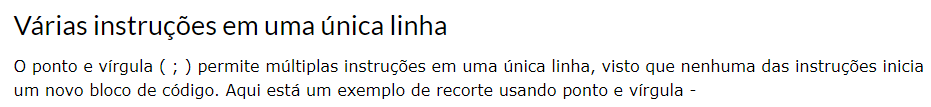 Várias instruções em uma única linha
O ponto e vírgula ( ; ) permite múltiplas instruções em uma única linha, visto que nenhuma das instruções inicia
um novo bloco de código. Aqui está um exemplo de recorte usando ponto e vírgula -